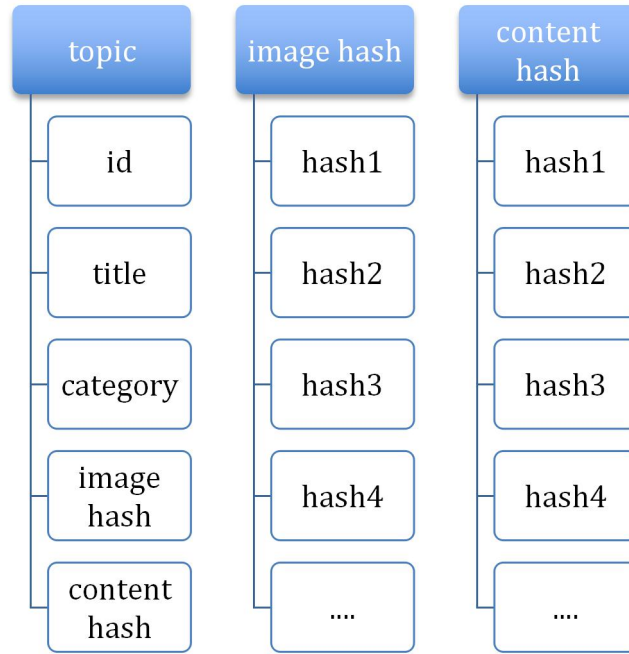 topic
id
title
category
image
hash
content
hash
image hash
hash1
hash2
hash3
hash4
....
content
hash
hash1
hash2
hash3
hash4
....